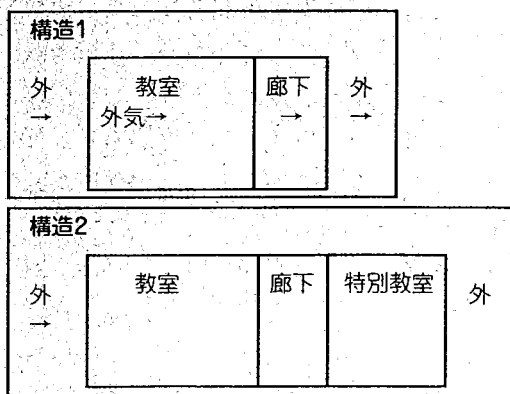 構造1
外 教室 廊下 外
→ 外気→ → →
構造2
外 教室 廊下 特別教室 外
→